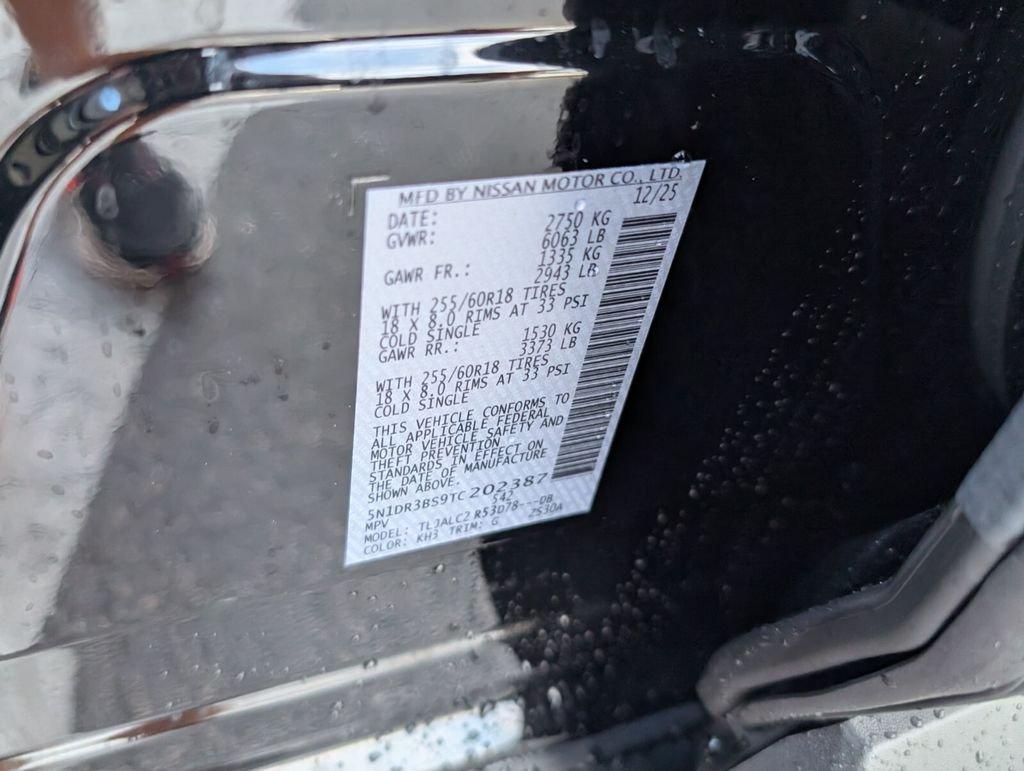 MFD BY NISSAN MOTOR CO., LTD.
DATE: 12/25
GVWR: 2750 KG
6063 LB
GAWR FR.: 1335 KG
2943 LB
WITH 255/60R18 TIRES
18 X 8.0 RIMS AT 33 PSI
COLD SINGLE
GAWR RR.: 1530 KG
3373 LB
WITH 255/60R18 TIRES
18 X 8.0 RIMS AT 33 PSI
COLD SINGLE
THIS VEHICLE CONFORMS TO
ALL APPLICABLE FEDERAL
MOTOR VEHICLE SAFETY AND
THEFT PREVENTION
STANDARDS IN EFFECT ON
THE DATE OF MANUFACTURE
SHOWN ABOVE.
5N1DR3BS9TC202387
MPV 542
MODEL: TLJALC2 R53D78---DB
COLOR: KH3 TRIM: G 2S30A